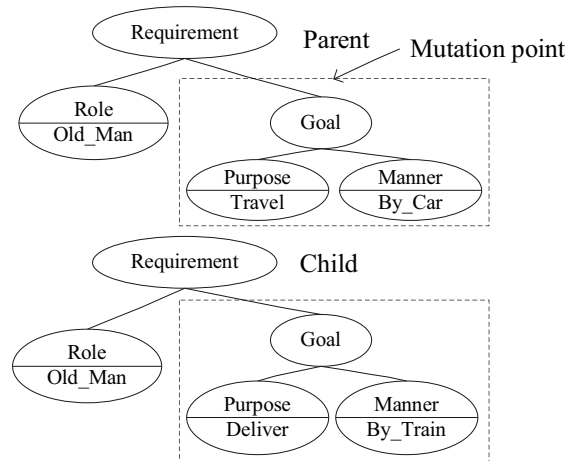 Requirement
Parent
Mutation point
Role
Old_Man
Goal
Purpose
Travel
Manner
By_Car
Requirement
Child
Role
Old_Man
Goal
Purpose
Deliver
Manner
By_Train